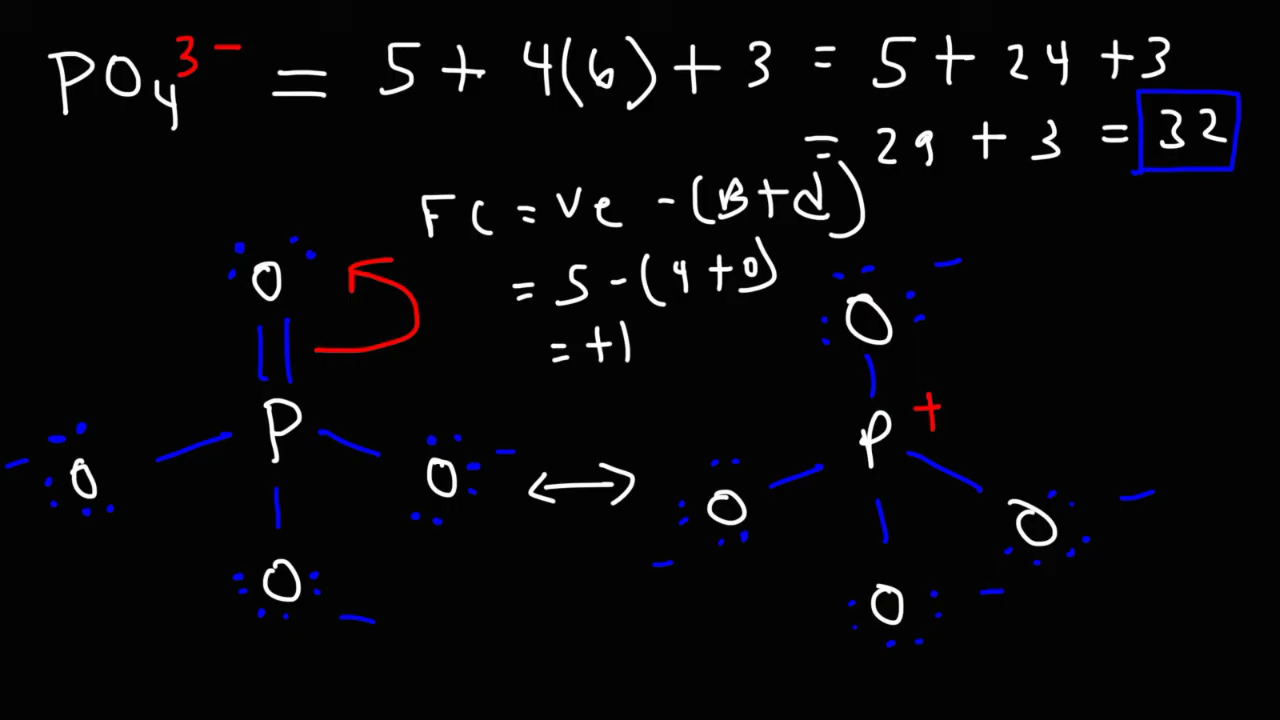 PO₄³⁻ = 5 + 4(6) + 3 = 5 + 24 + 3
= 29 + 3 = 32
FC = Ve - (B + d)
= 5 - (4 + 0)
= +1
O O
P P +
O O O O
O O